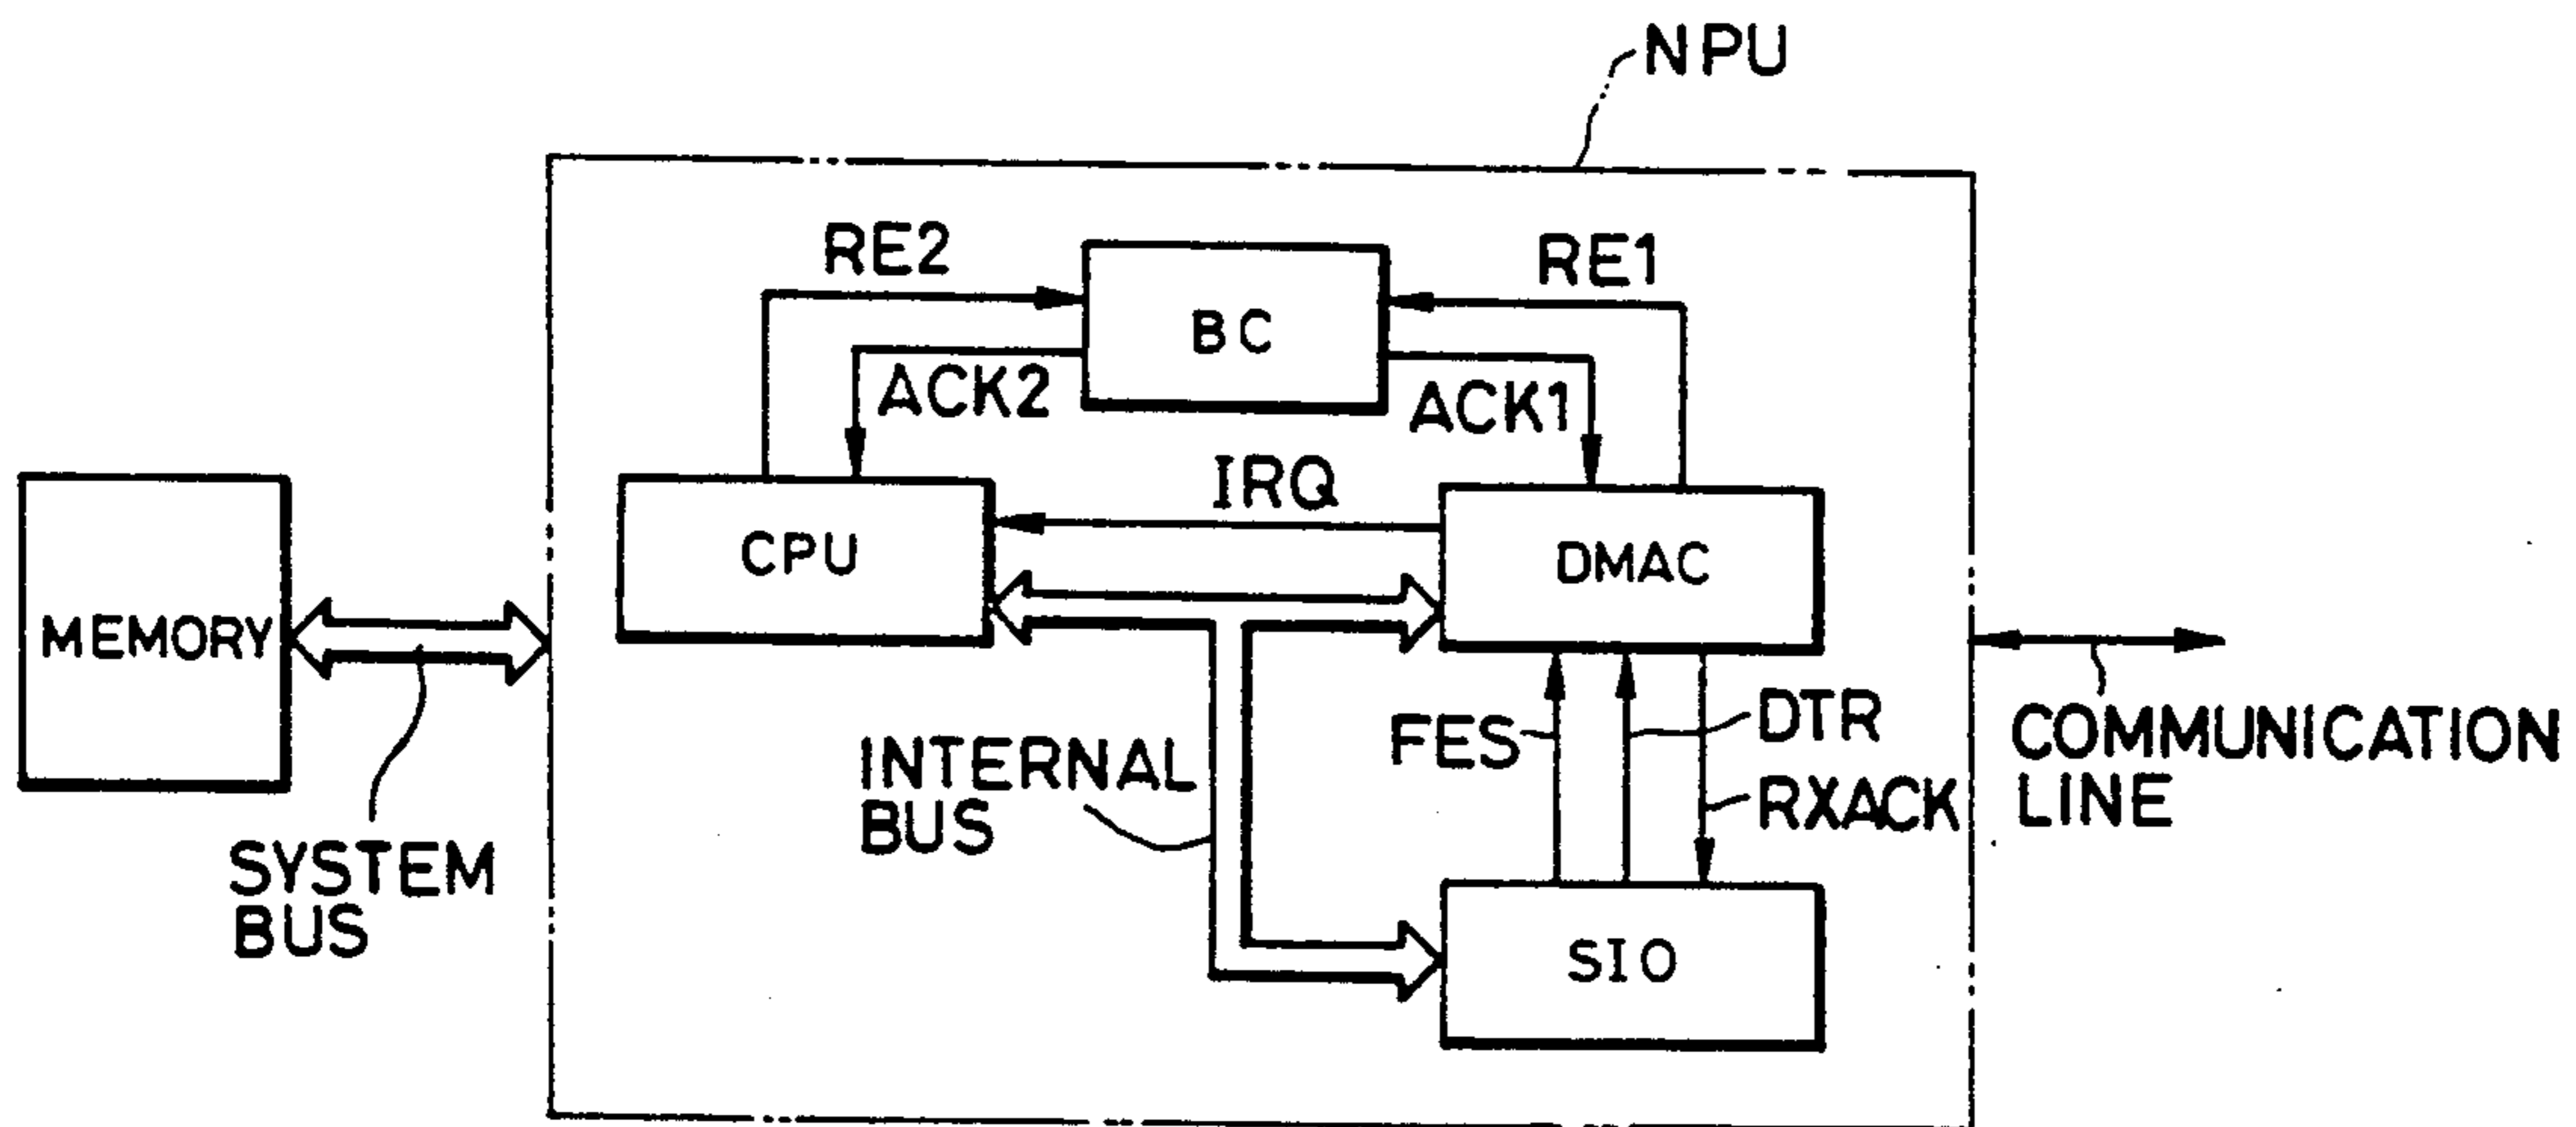 NPU
RE2
RE1
BC
ACK2
ACK1
IRQ
CPU
DMAC
MEMORY
FES
DTR
RXACK
INTERNAL
BUS
COMMUNICATION
LINE
SYSTEM
BUS
SIO